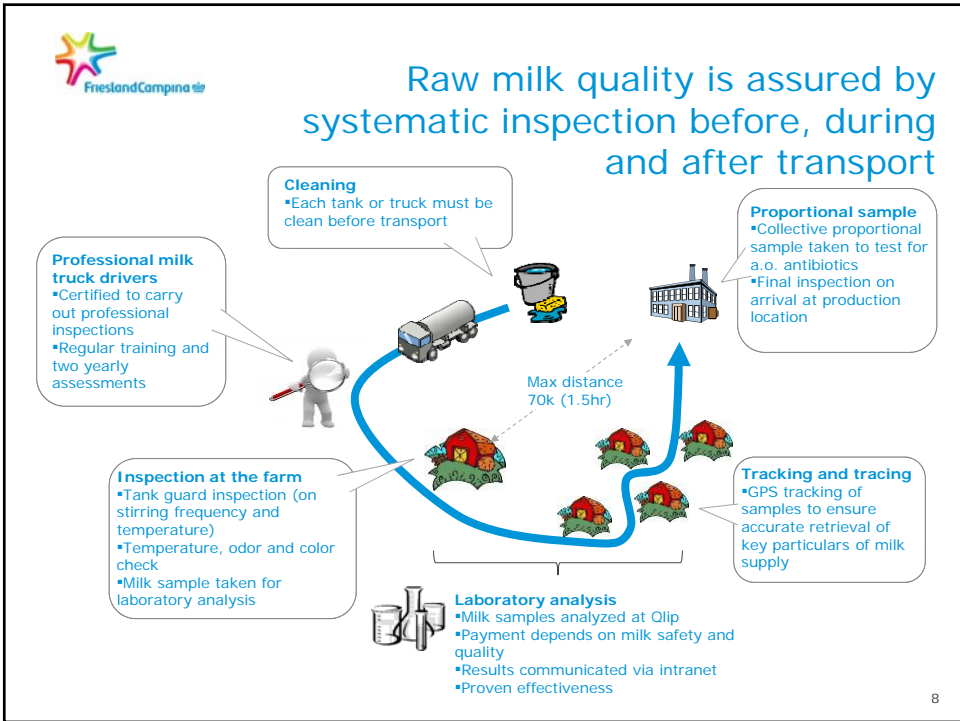 FrieslandCampina
Raw milk quality is assured by
systematic inspection before, during
and after transport
Cleaning
▪Each tank or truck must be
clean before transport
Proportional sample
▪Collective proportional
sample taken to test for
a.o. antibiotics
▪Final inspection on
arrival at production
location
Professional milk
truck drivers
▪Certified to carry
out professional
inspections
▪Regular training and
two yearly
assessments
Max distance
70k (1.5hr)
Inspection at the farm
▪Tank guard inspection (on
stirring frequency and
temperature)
▪Temperature, odor and color
check
▪Milk sample taken for
laboratory analysis
Tracking and tracing
▪GPS tracking of
samples to ensure
accurate retrieval of
key particulars of milk
supply
Laboratory analysis
▪Milk samples analyzed at Qlip
▪Payment depends on milk safety and
quality
▪Results communicated via intranet
▪Proven effectiveness
8